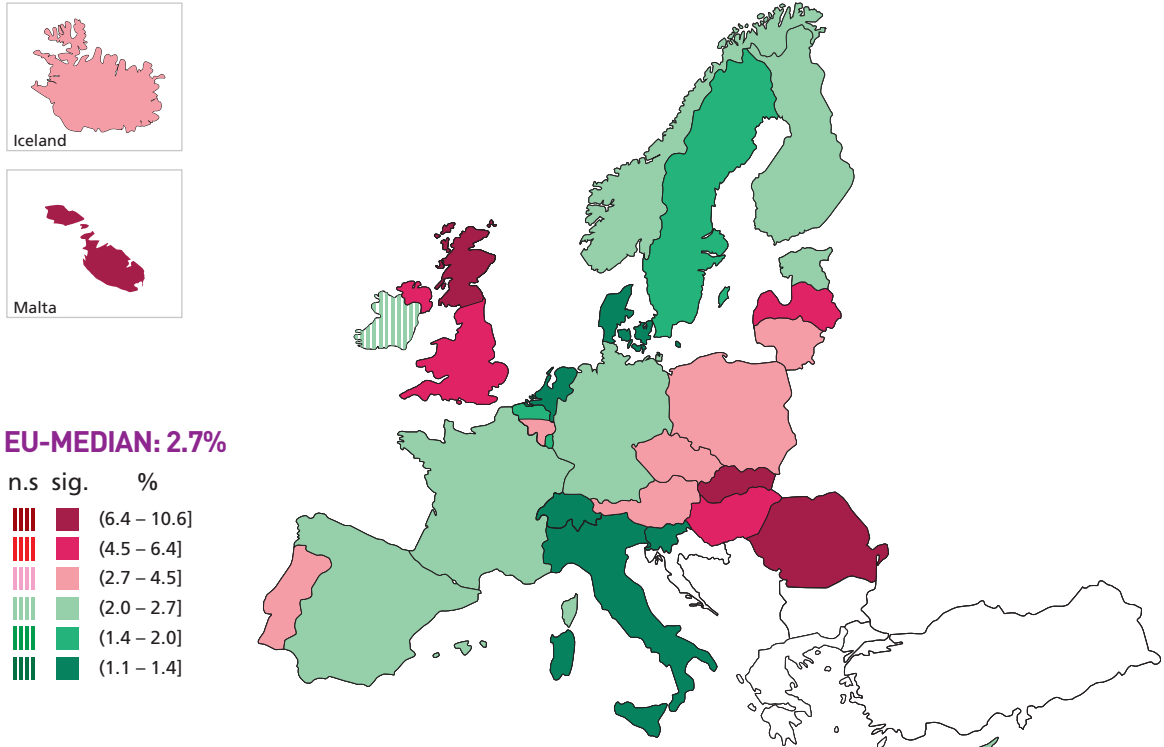 Iceland
Malta
EU-MEDIAN: 2.7%
n.s sig. %
(6.4 – 10.6]
(4.5 – 6.4]
(2.7 – 4.5]
(2.0 – 2.7]
(1.4 – 2.0]
(1.1 – 1.4]